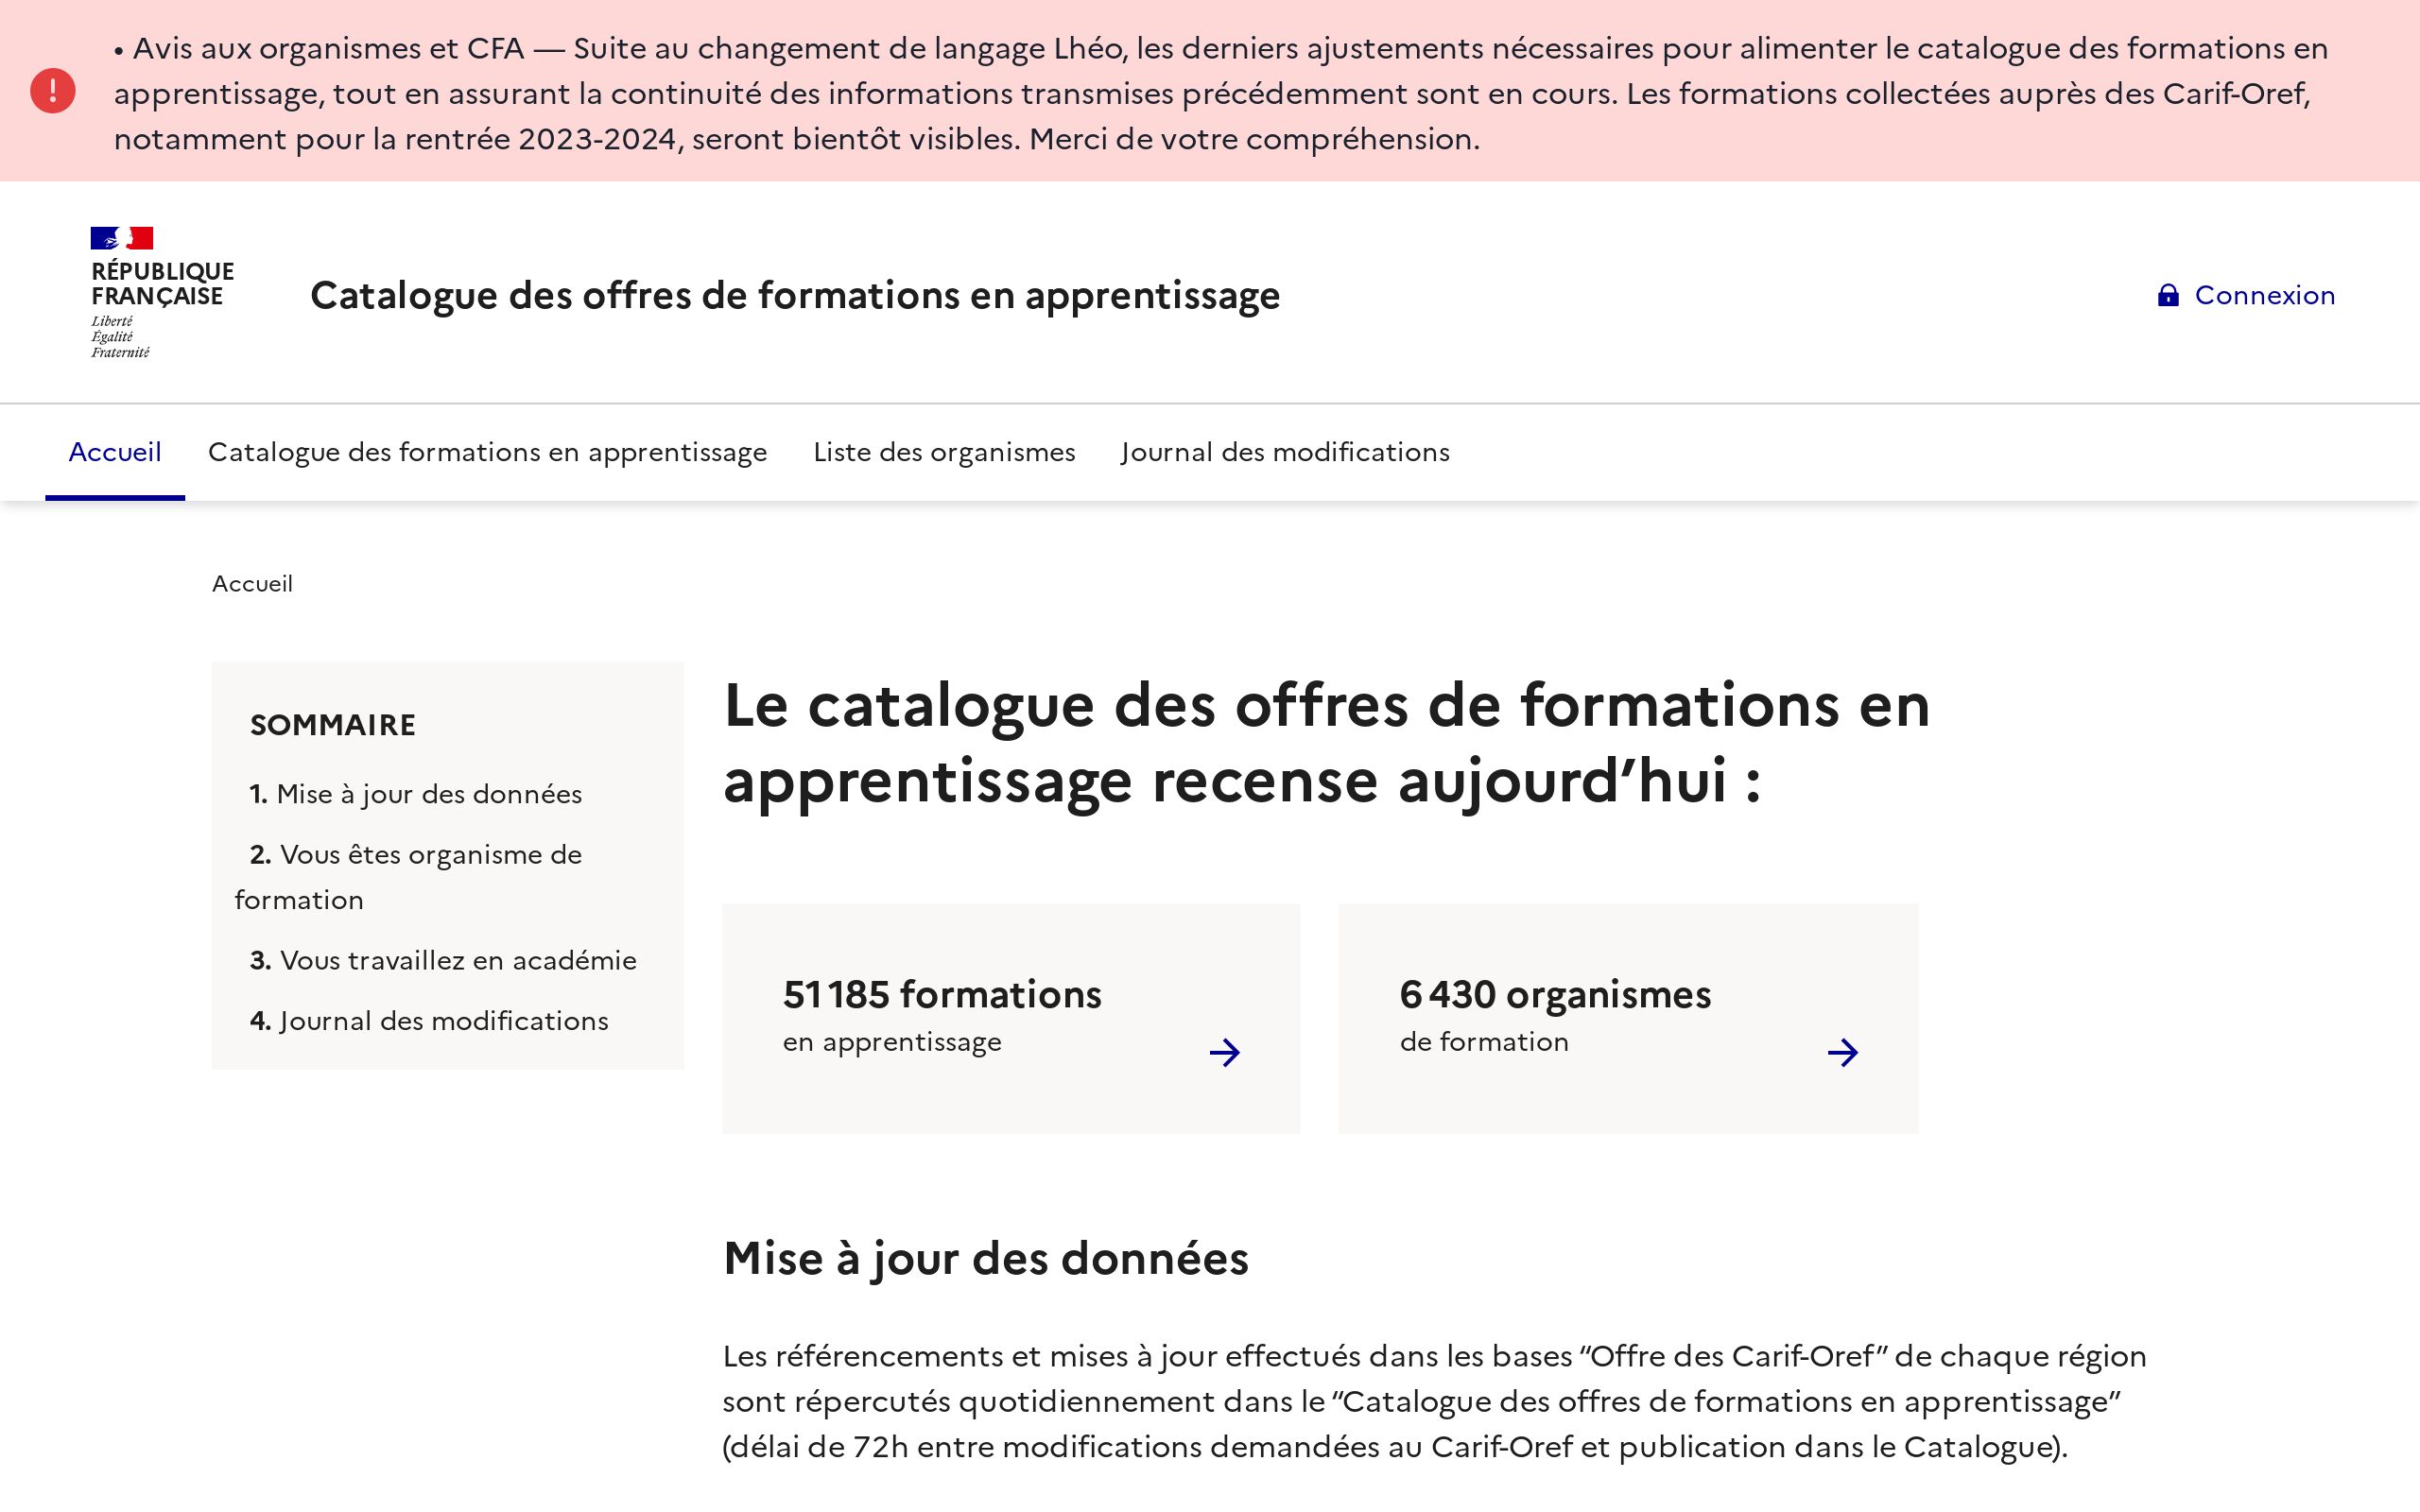 • Avis aux organismes et CFA — Suite au changement de langage Lhéo, les derniers ajustements nécessaires pour alimenter le catalogue des formations en
apprentissage, tout en assurant la continuité des informations transmises précédemment sont en cours. Les formations collectées auprès des Carif-Oref,
notamment pour la rentrée 2023-2024, seront bientôt visibles. Merci de votre compréhension.
RÉPUBLIQUE
FRANÇAISE
Liberté
Égalité
Fraternité
Catalogue des offres de formations en apprentissage
Connexion
Accueil
Catalogue des formations en apprentissage
Liste des organismes
Journal des modifications
Accueil
SOMMAIRE
1. Mise à jour des données
2. Vous êtes organisme de
formation
3. Vous travaillez en académie
4. Journal des modifications
Le catalogue des offres de formations en
apprentissage recense aujourd’hui :
51 185 formations
en apprentissage
6 430 organismes
de formation
Mise à jour des données
Les référencements et mises à jour effectués dans les bases “Offre des Carif-Oref” de chaque région
sont répercutés quotidiennement dans le “Catalogue des offres de formations en apprentissage”
(délai de 72h entre modifications demandées au Carif-Oref et publication dans le Catalogue).